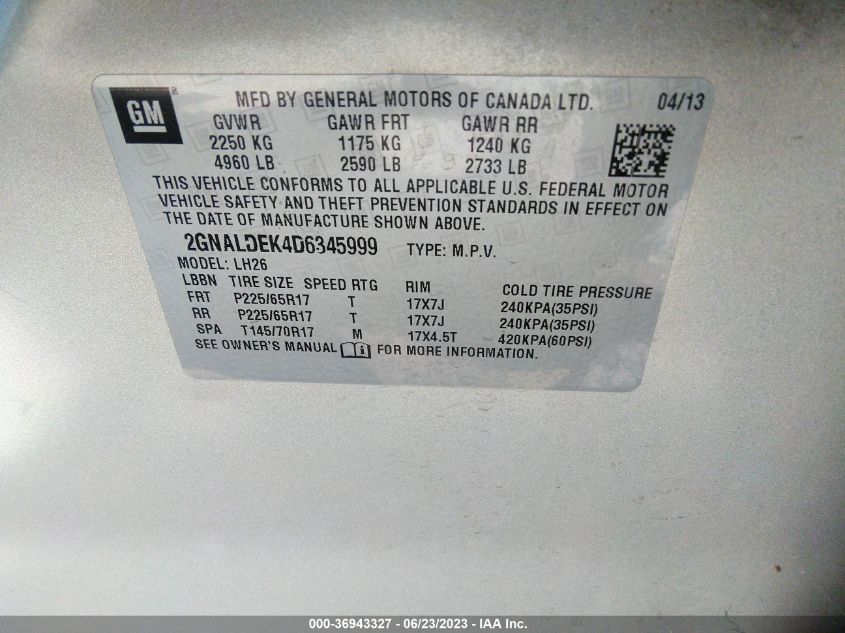 GM ®
MFD BY GENERAL MOTORS OF CANADA LTD. 04/13
GVWR GAWR FRT GAWR RR
2250 KG 1175 KG 1240 KG
4960 LB 2590 LB 2733 LB
THIS VEHICLE CONFORMS TO ALL APPLICABLE U.S. FEDERAL MOTOR
VEHICLE SAFETY AND THEFT PREVENTION STANDARDS IN EFFECT ON
THE DATE OF MANUFACTURE SHOWN ABOVE.
2GNALDEK4D6345999 TYPE: M.P.V.
MODEL: LH26
LBBN TIRE SIZE SPEED RTG RIM COLD TIRE PRESSURE
FRT P225/65R17 T 17X7J 240KPA(35PSI)
RR P225/65R17 T 17X7J 240KPA(35PSI)
SPA T145/70R17 M 17X4.5T 420KPA(60PSI)
SEE OWNER'S MANUAL FOR MORE INFORMATION.
000-36943327 - 06/23/2023 - IAA Inc.